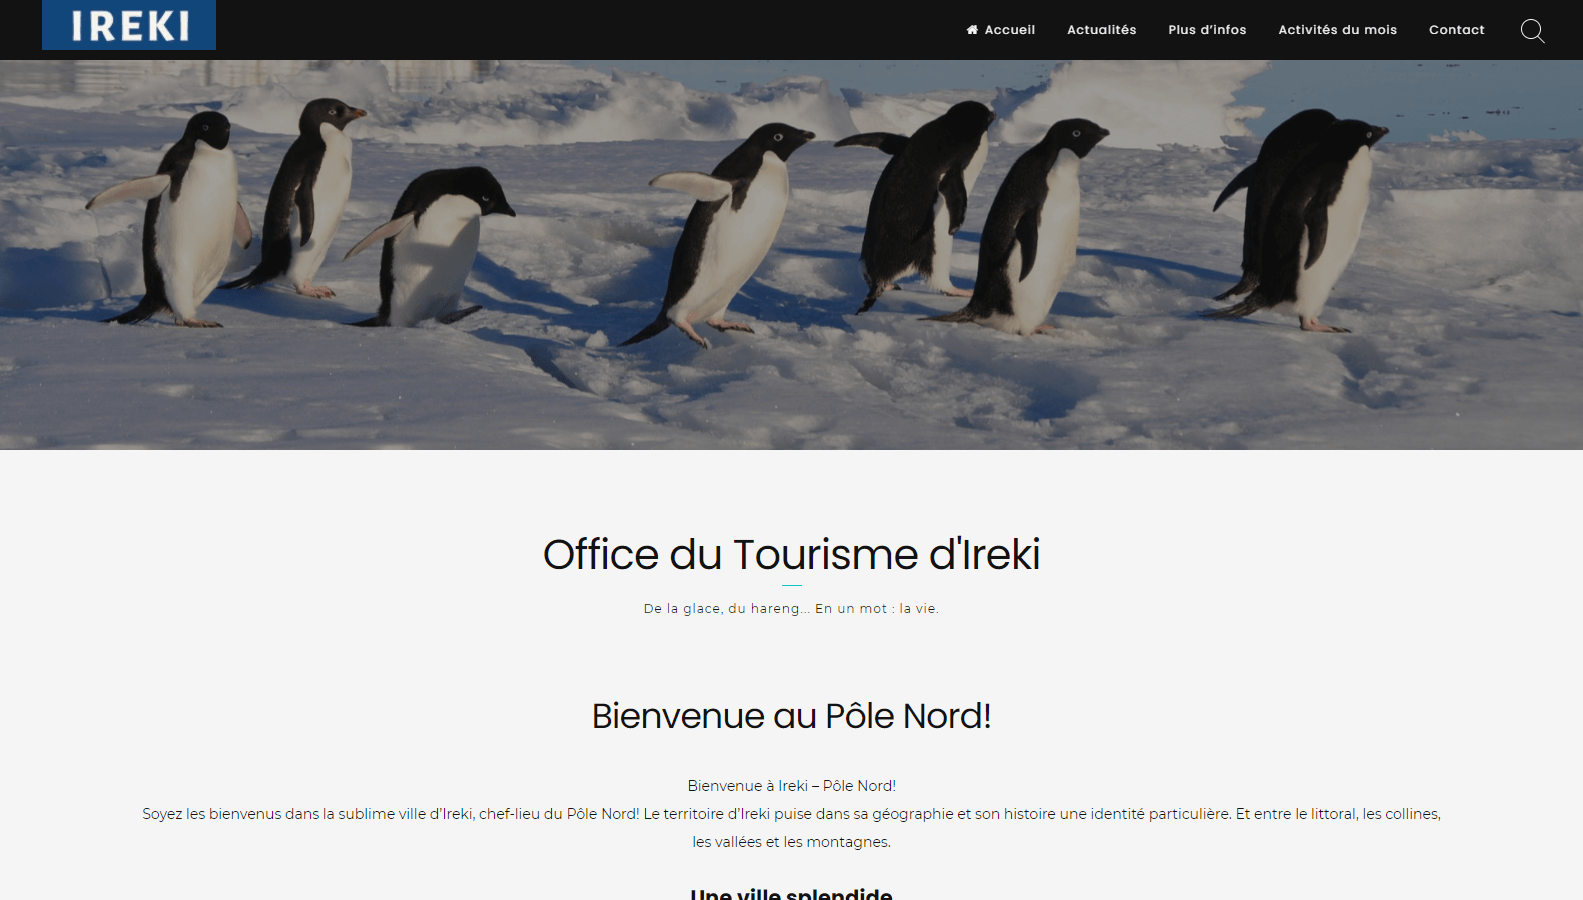 IREKI
Accueil Actualités Plus d’infos Activités du mois Contact
Office du Tourisme d'Ireki
De la glace, du hareng... En un mot : la vie.
Bienvenue au Pôle Nord!
Bienvenue à Ireki – Pôle Nord!
Soyez les bienvenus dans la sublime ville d’Ireki, chef-lieu du Pôle Nord! Le territoire d’Ireki puise dans sa géographie et son histoire une identité particulière. Et entre le littoral, les collines,
les vallées et les montagnes.
Une ville splendide